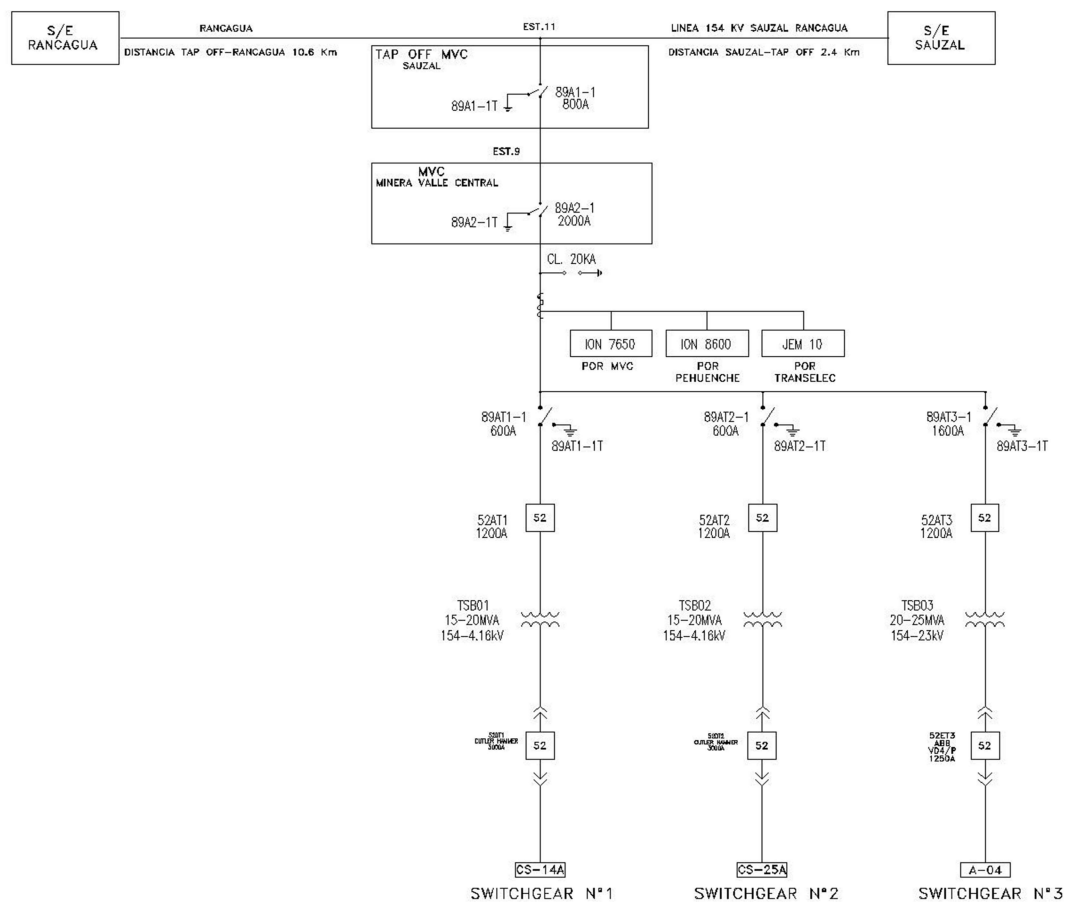 S/E
RANCAGUA
RANCAGUA
EST.11
LINEA 154 KV SAUZAL RANCAGUA
S/E
SAUZAL
DISTANCIA TAP OFF-RANCAGUA 10.6 Km
DISTANCIA SAUZAL-TAP OFF 2.4 Km
TAP OFF MVC
SAUZAL
89A1-1T
89A1-1
800A
EST.9
MVC
MINERA VALLE CENTRAL
89A2-1T
89A2-1
2000A
CL. 20KA
ION 7650
ION 8600
JEM 10
POR MVC
POR
PEHUENCHE
POR
TRANSELEC
89AT1-1
600A
89AT1-1T
89AT2-1
600A
89AT2-1T
89AT3-1
1600A
89AT3-1T
52AT1
1200A
52
52AT2
1200A
52
52AT3
1200A
52
TSB01
15-20MVA
154-4.16kV
TSB02
15-20MVA
154-4.16kV
TSB03
20-25MVA
154-23kV
CUTLER HAMMER
3000A
52
CUTLER HAMMER
3000A
52
52ET3
ABB
VD4/P
1250A
52
CS-14A
CS-25A
A-04
SWITCHGEAR N°1
SWITCHGEAR N°2
SWITCHGEAR N°3